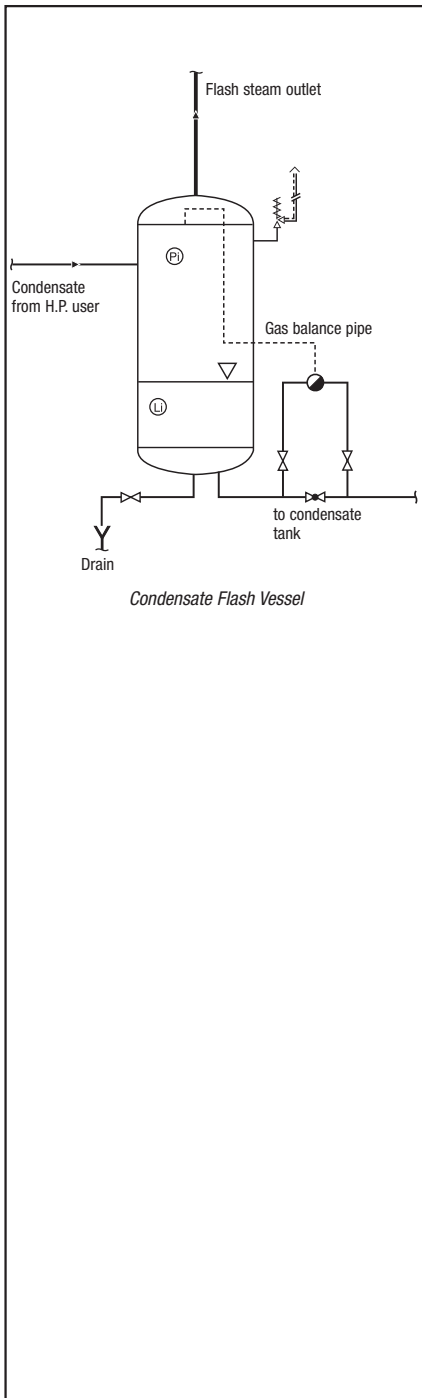 Flash steam outlet
Pi
Condensate
from H.P. user
Gas balance pipe
Li
to condensate
tank
Drain
Condensate Flash Vessel